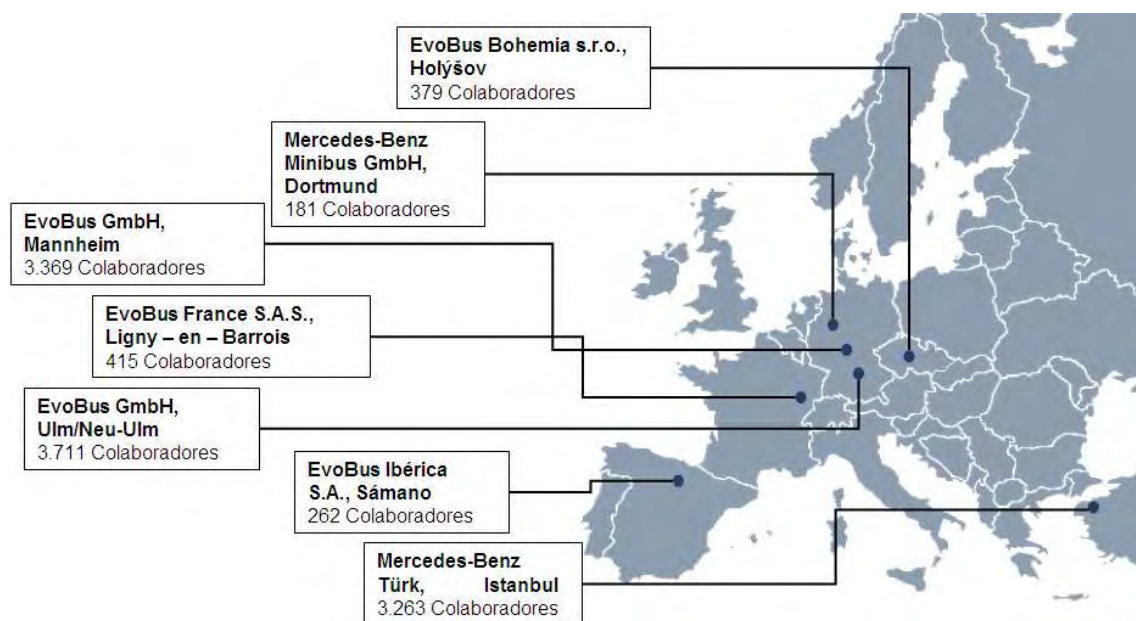 EvoBus Bohemia s.r.o.,
Holýšov
379 Colaboradores
Mercedes-Benz
Minibus GmbH,
Dortmund
181 Colaboradores
EvoBus GmbH,
Mannheim
3.369 Colaboradores
EvoBus France S.A.S.,
Ligny – en – Barrois
415 Colaboradores
EvoBus GmbH,
Ulm/Neu-Ulm
3.711 Colaboradores
EvoBus Ibérica
S.A., Sámano
262 Colaboradores
Mercedes-Benz
Türk, Istanbul
3.263 Colaboradores